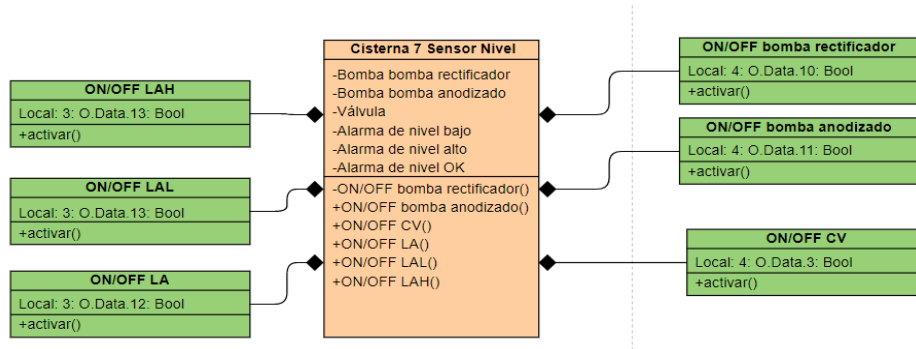 ON/OFF LAH
Local: 3: O.Data.13: Bool
+activar()
ON/OFF LAL
Local: 3: O.Data.13: Bool
+activar()
ON/OFF LA
Local: 3: O.Data.12: Bool
+activar()
Cisterna 7 Sensor Nivel
-Bomba bomba rectificador
-Bomba bomba anodizado
-Válvula
-Alarma de nivel bajo
-Alarma de nivel alto
-Alarma de nivel OK
-ON/OFF bomba rectificador()
+ON/OFF bomba anodizado()
+ON/OFF CV()
+ON/OFF LA()
+ON/OFF LAL()
+ON/OFF LAH()
ON/OFF bomba rectificador
Local: 4: O.Data.10: Bool
+activar()
ON/OFF bomba anodizado
Local: 4: O.Data.11: Bool
+activar()
ON/OFF CV
Local: 4: O.Data.3: Bool
+activar()